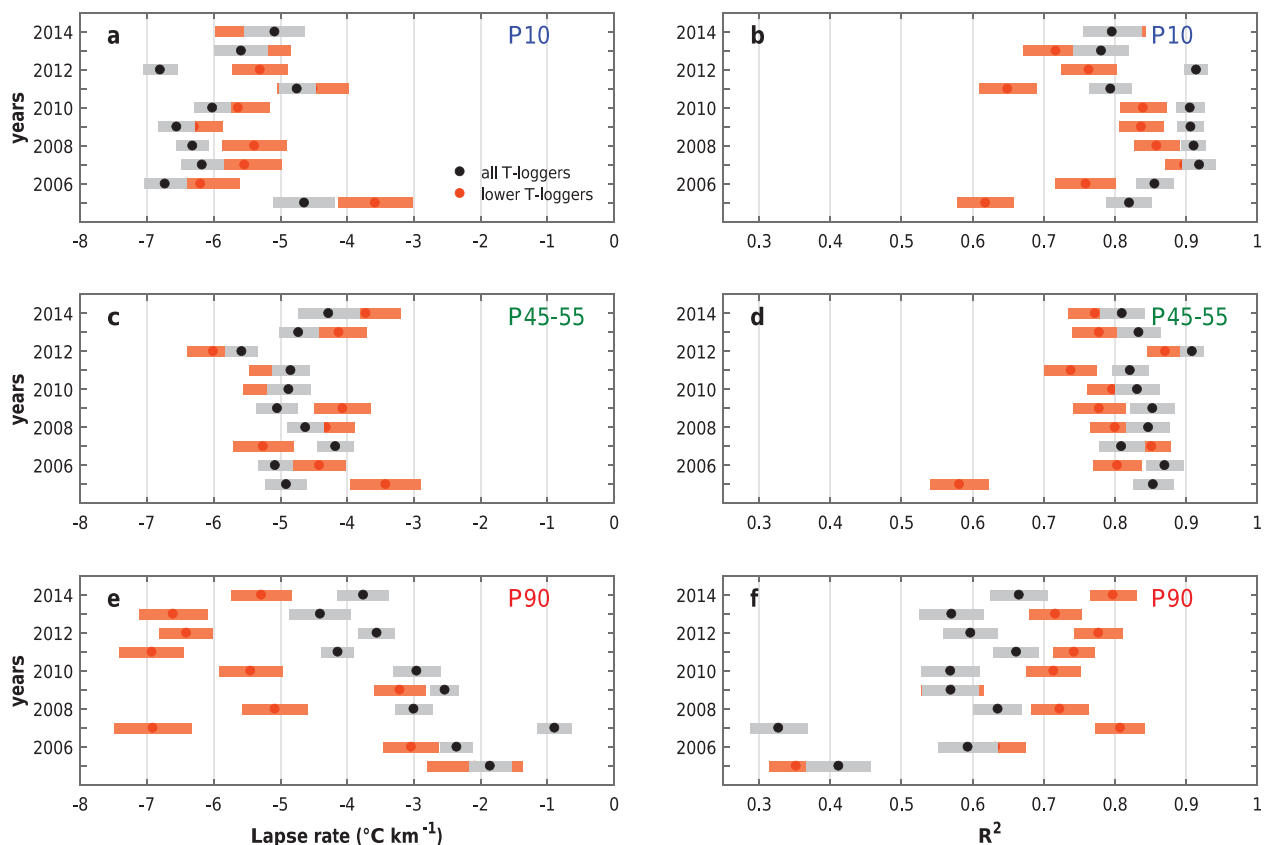 a
P10
2014
2012
2010
2008
2006
years
all T-loggers
lower T-loggers
-8 -7 -6 -5 -4 -3 -2 -1 0
b
P10
2014
2012
2010
2008
2006
0.3 0.4 0.5 0.6 0.7 0.8 0.9 1
c
P45-55
2014
2012
2010
2008
2006
years
-8 -7 -6 -5 -4 -3 -2 -1 0
d
P45-55
2014
2012
2010
2008
2006
0.3 0.4 0.5 0.6 0.7 0.8 0.9 1
e
P90
2014
2012
2010
2008
2006
years
-8 -7 -6 -5 -4 -3 -2 -1 0
Lapse rate (°C km⁻¹)
f
P90
2014
2012
2010
2008
2006
0.3 0.4 0.5 0.6 0.7 0.8 0.9 1
R²